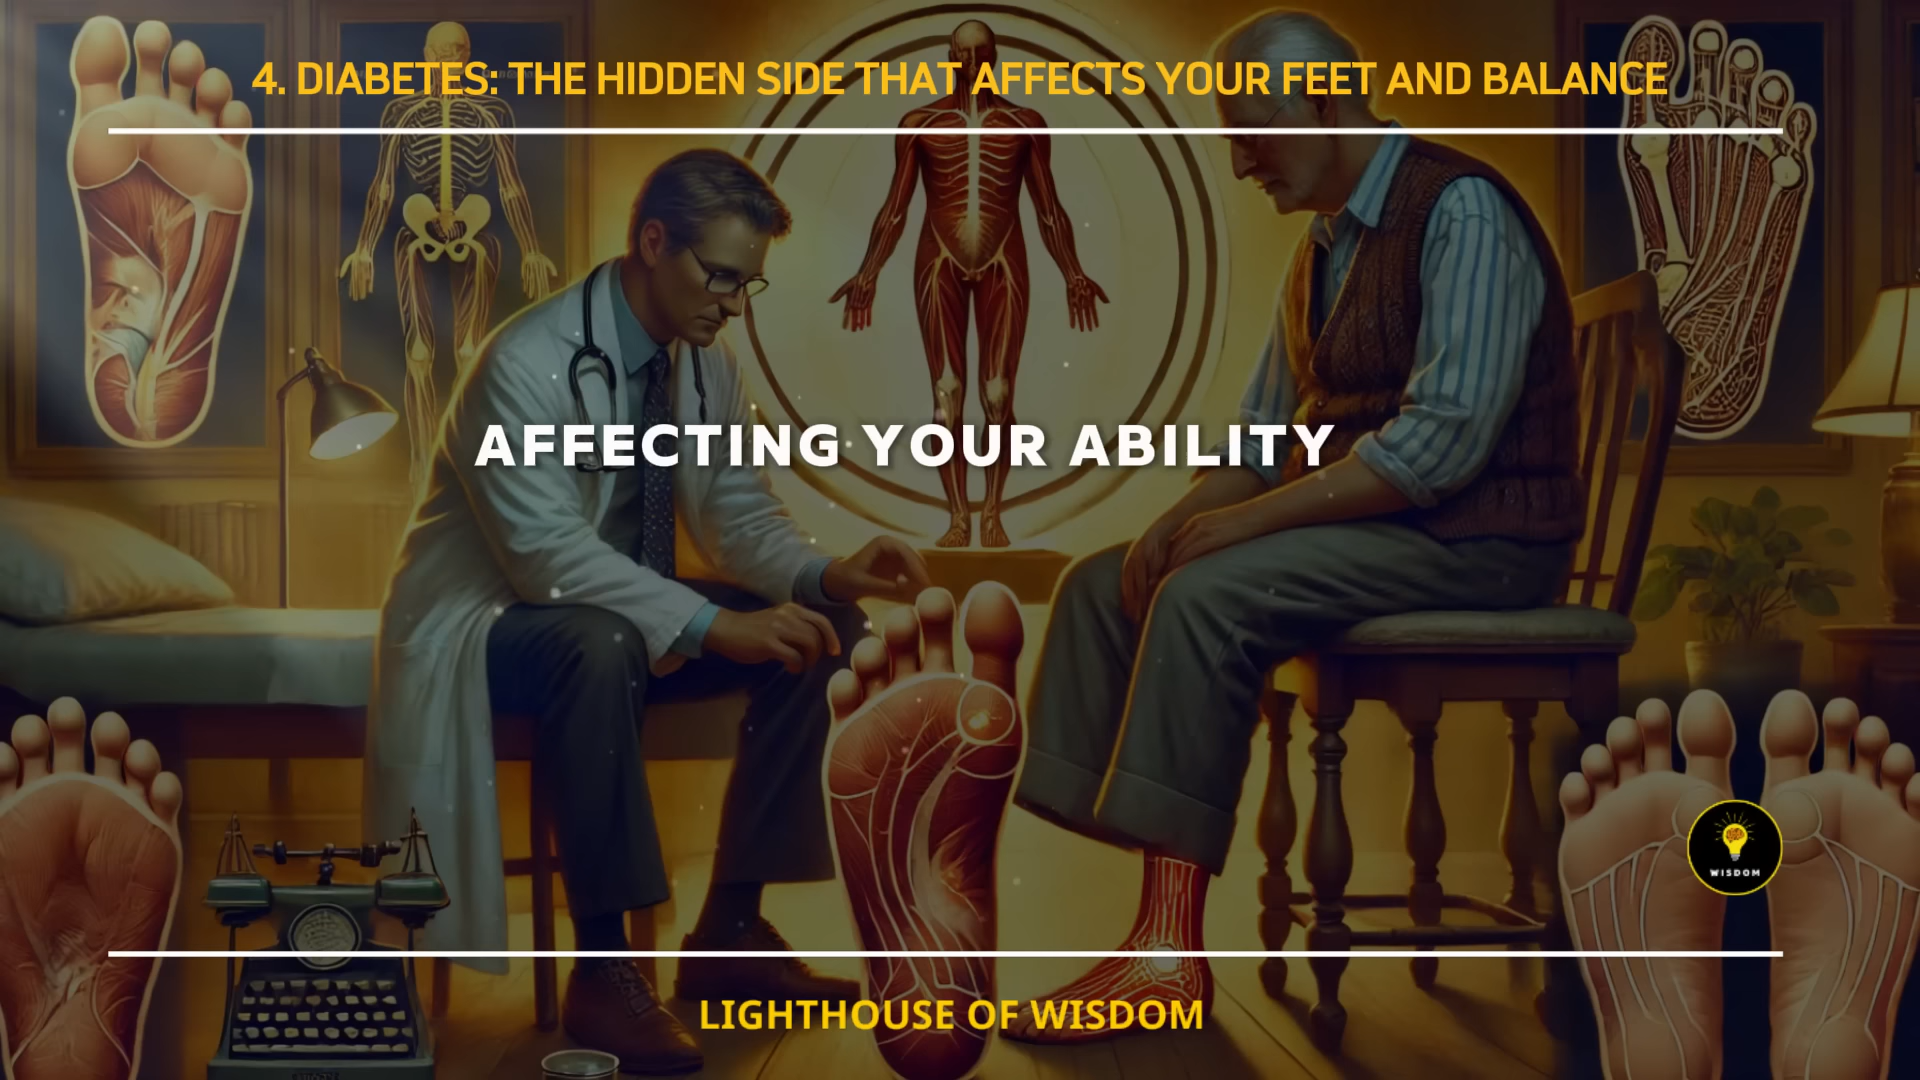 4. DIABETES: THE HIDDEN SIDE THAT AFFECTS YOUR FEET AND BALANCE
AFFECTING YOUR ABILITY
WISDOM
LIGHTHOUSE OF WISDOM